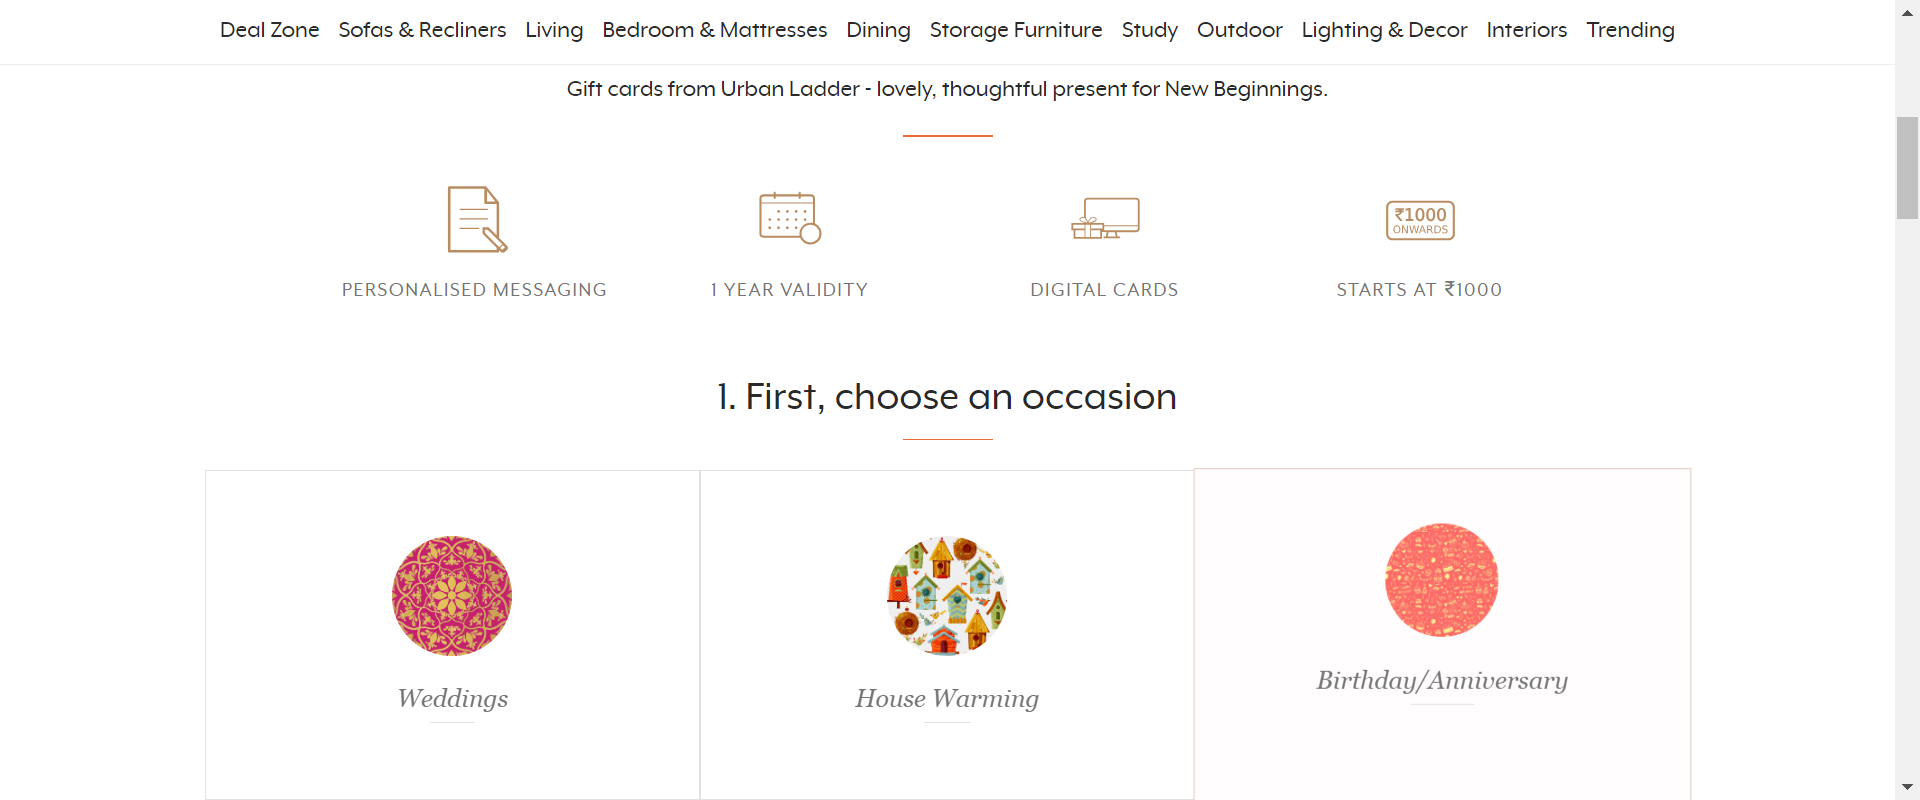 Deal Zone Sofas & Recliners Living Bedroom & Mattresses Dining Storage Furniture Study Outdoor Lighting & Decor Interiors Trending
Gift cards from Urban Ladder - lovely, thoughtful present for New Beginnings.
₹1000
ONWARDS
PERSONALISED MESSAGING 1 YEAR VALIDITY DIGITAL CARDS STARTS AT ₹1000
1. First, choose an occasion
Weddings
House Warming
Birthday/Anniversary